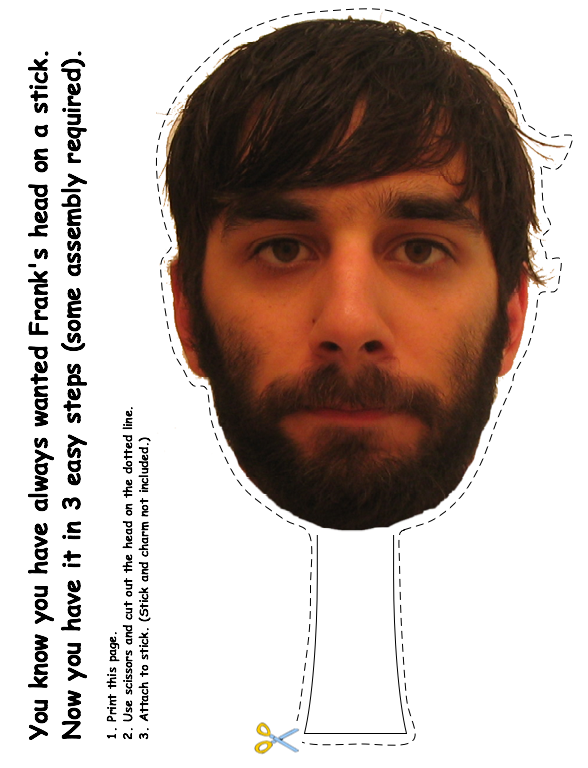 You know you have always wanted Frank's head on a stick.
Now you have it in 3 easy steps (some assembly required).
1. Print this page.
2. Use scissors and cut out the head on the dotted line.
3. Attach to stick. (Stick and charm not included.)